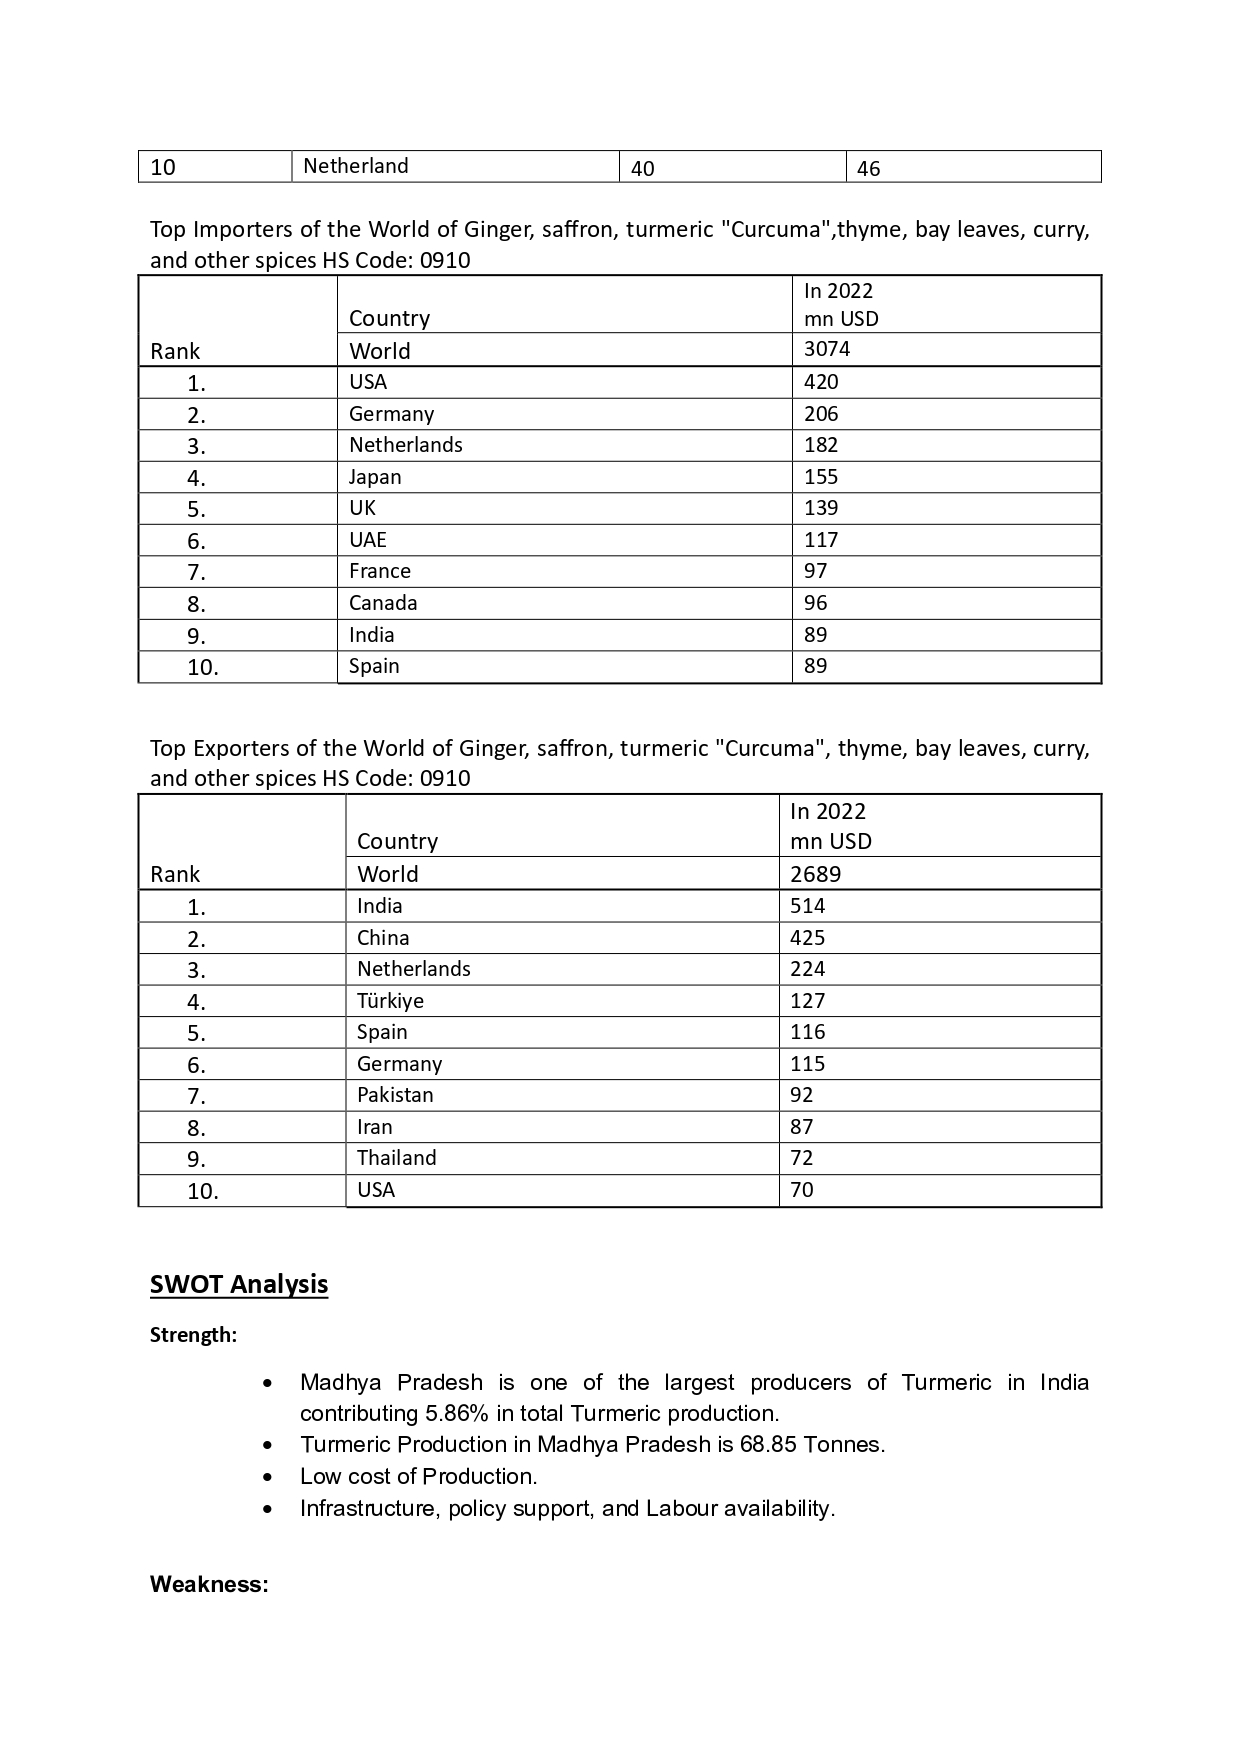 10 Netherland 40 46
Top Importers of the World of Ginger, saffron, turmeric "Curcuma",thyme, bay leaves, curry,
and other spices HS Code: 0910
Rank Country In 2022
mn USD
World 3074
1. USA 420
2. Germany 206
3. Netherlands 182
4. Japan 155
5. UK 139
6. UAE 117
7. France 97
8. Canada 96
9. India 89
10. Spain 89
Top Exporters of the World of Ginger, saffron, turmeric "Curcuma", thyme, bay leaves, curry,
and other spices HS Code: 0910
Rank Country In 2022
mn USD
World 2689
1. India 514
2. China 425
3. Netherlands 224
4. Türkiye 127
5. Spain 116
6. Germany 115
7. Pakistan 92
8. Iran 87
9. Thailand 72
10. USA 70
SWOT Analysis
Strength:
• Madhya Pradesh is one of the largest producers of Turmeric in India
contributing 5.86% in total Turmeric production.
• Turmeric Production in Madhya Pradesh is 68.85 Tonnes.
• Low cost of Production.
• Infrastructure, policy support, and Labour availability.
Weakness: